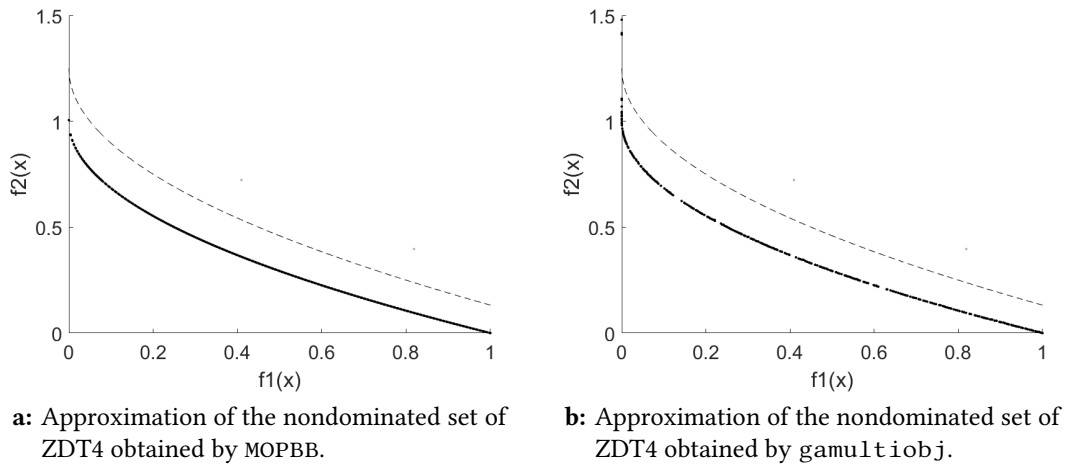 1.5
1
0.5
0
f2(x)
0 0.2 0.4 0.6 0.8 1
f1(x)
a: Approximation of the nondominated set of
ZDT4 obtained by MOPBB.
1.5
1
0.5
0
f2(x)
0 0.2 0.4 0.6 0.8 1
f1(x)
b: Approximation of the nondominated set of
ZDT4 obtained by gamultiobj.